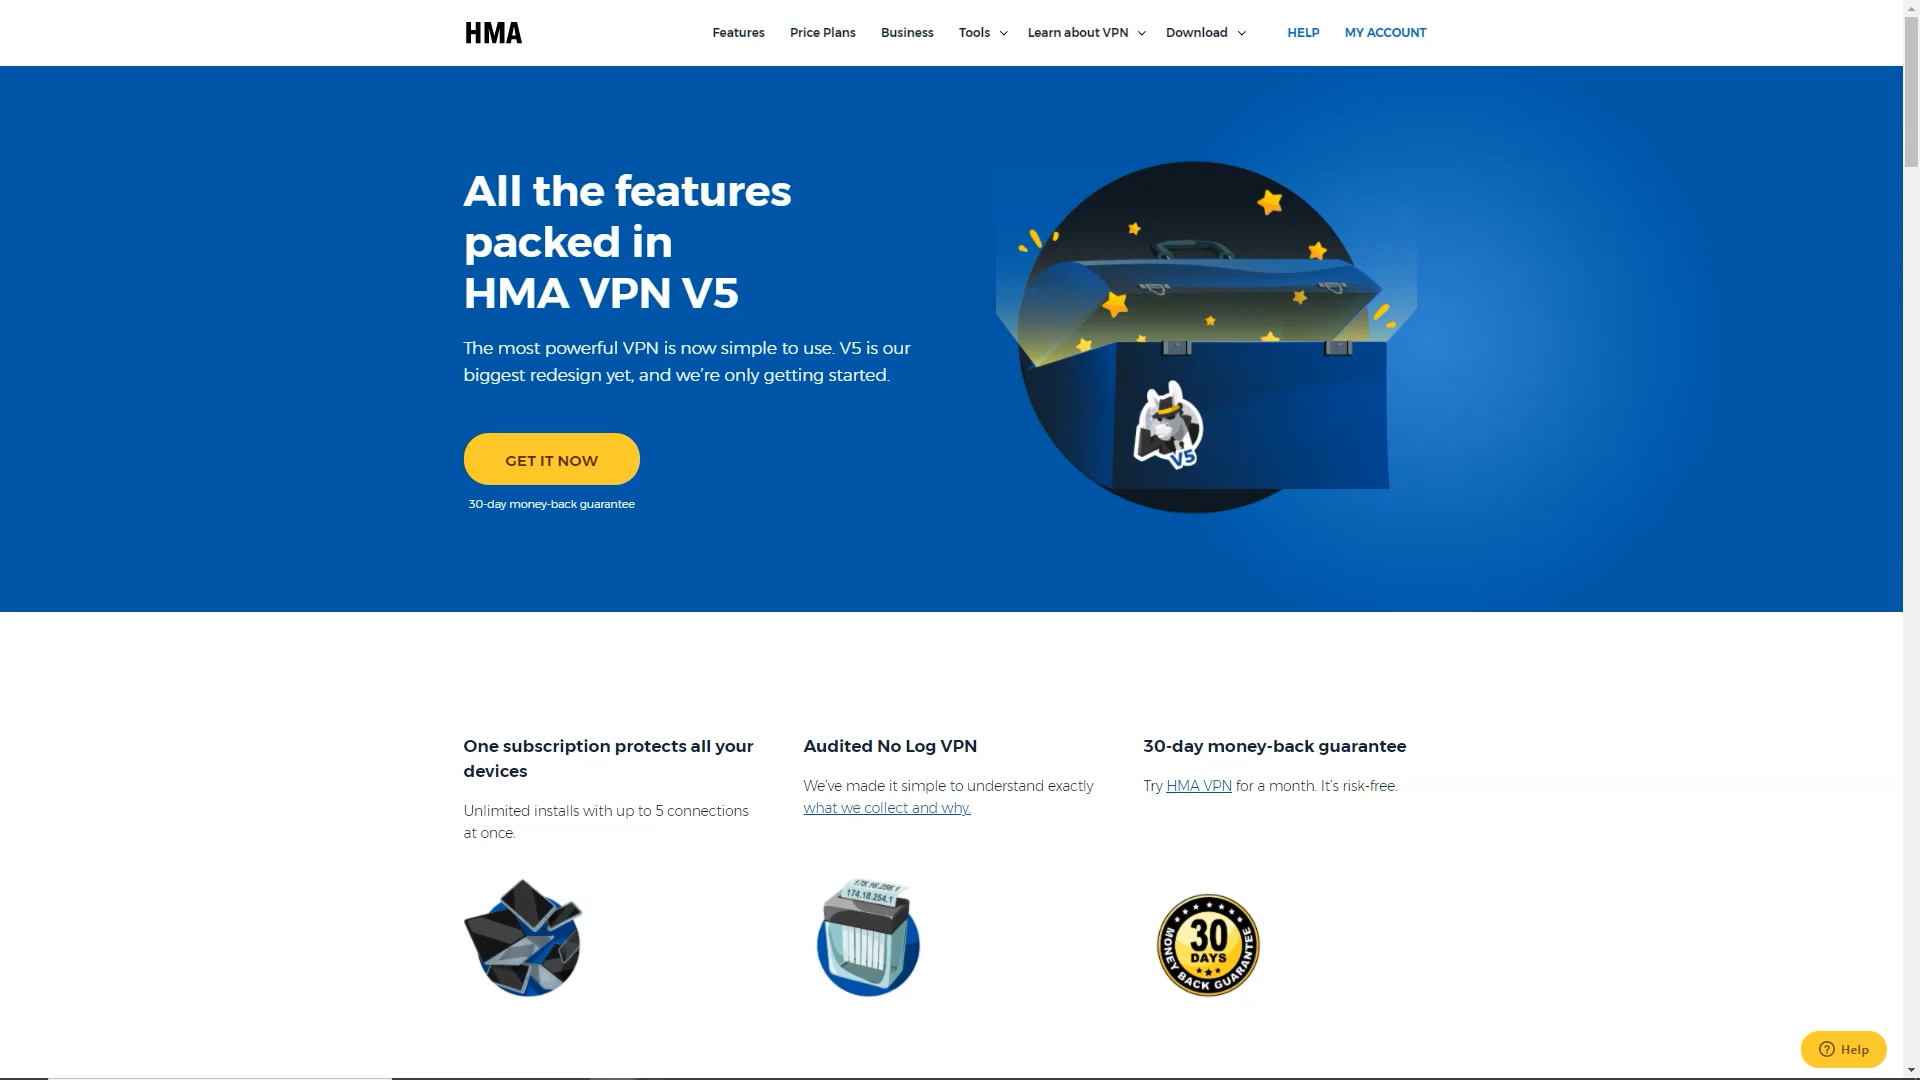 HMA
Features
Price Plans
Business
Tools
Learn about VPN
Download
HELP
MY ACCOUNT
All the features
packed in
HMA VPN V5
The most powerful VPN is now simple to use. V5 is our
biggest redesign yet, and we’re only getting started.
GET IT NOW
30-day money-back guarantee
V5
One subscription protects all your
devices
Unlimited installs with up to 5 connections
at once.
Audited No Log VPN
We’ve made it simple to understand exactly
what we collect and why.
30-day money-back guarantee
Try HMA VPN for a month. It’s risk-free.
174.18.254.1
30
DAYS
MONEY BACK GUARANTEE
Help